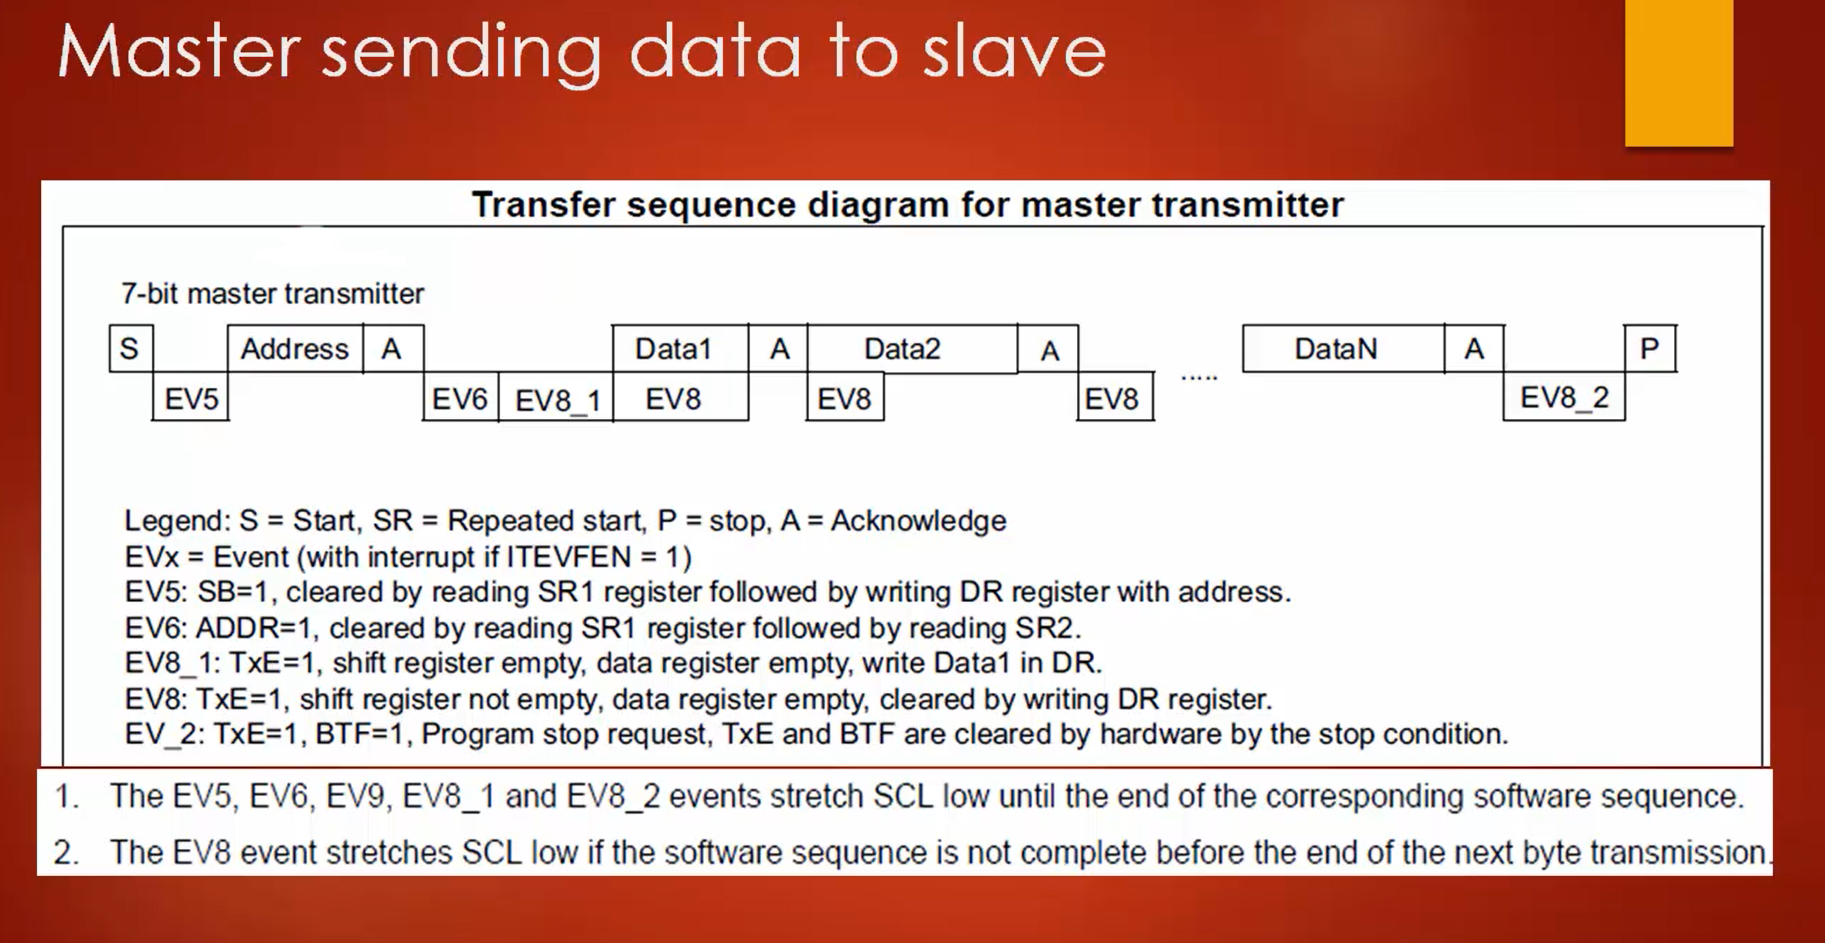 Master sending data to slave
Transfer sequence diagram for master transmitter
7-bit master transmitter
S Address A Data1 A Data2 A DataN A P
EV5 EV6 EV8_1 EV8 EV8 EV8 ..... EV8_2
Legend: S = Start, SR = Repeated start, P = stop, A = Acknowledge
EVx = Event (with interrupt if ITEVFEN = 1)
EV5: SB=1, cleared by reading SR1 register followed by writing DR register with address.
EV6: ADDR=1, cleared by reading SR1 register followed by reading SR2.
EV8_1: TxE=1, shift register empty, data register empty, write Data1 in DR.
EV8: TxE=1, shift register not empty, data register empty, cleared by writing DR register.
EV_2: TxE=1, BTF=1, Program stop request, TxE and BTF are cleared by hardware by the stop condition.
1. The EV5, EV6, EV9, EV8_1 and EV8_2 events stretch SCL low until the end of the corresponding software sequence.
2. The EV8 event stretches SCL low if the software sequence is not complete before the end of the next byte transmission.